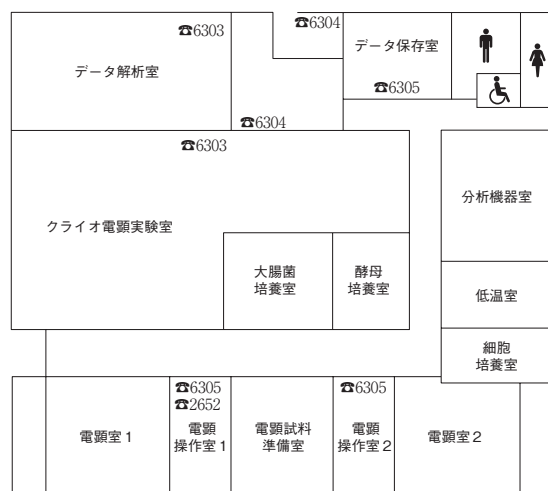 ☎6303
☎6304
データ解析室
データ保存室
☎6305
☎6304
☎6303
クライオ電顕実験室
分析機器室
大腸菌
培養室
酵母
培養室
低温室
細胞
培養室
☎6305
☎2652
☎6305
電顕室1
電顕
操作室1
電顕試料
準備室
電顕
操作室2
電顕室2